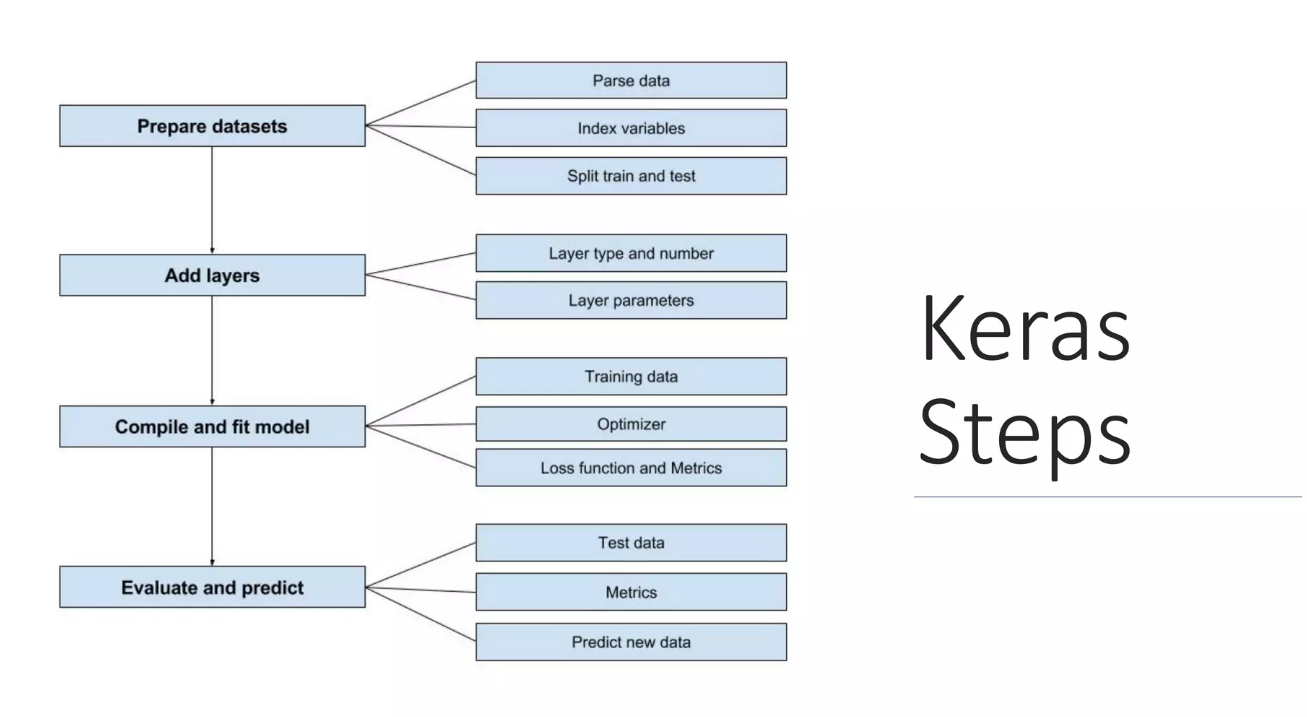 Prepare datasets
Parse data
Index variables
Split train and test
Add layers
Layer type and number
Layer parameters
Compile and fit model
Training data
Optimizer
Loss function and Metrics
Evaluate and predict
Test data
Metrics
Predict new data
Keras
Steps